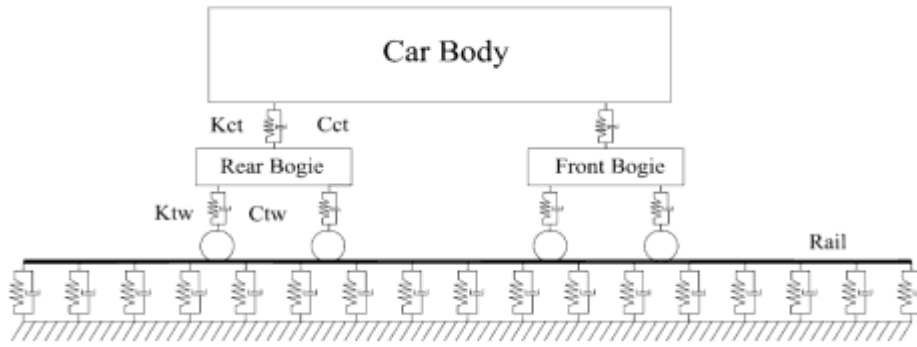 Car Body
Kct Cct
Rear Bogie Front Bogie
Ktw Ctw
Rail